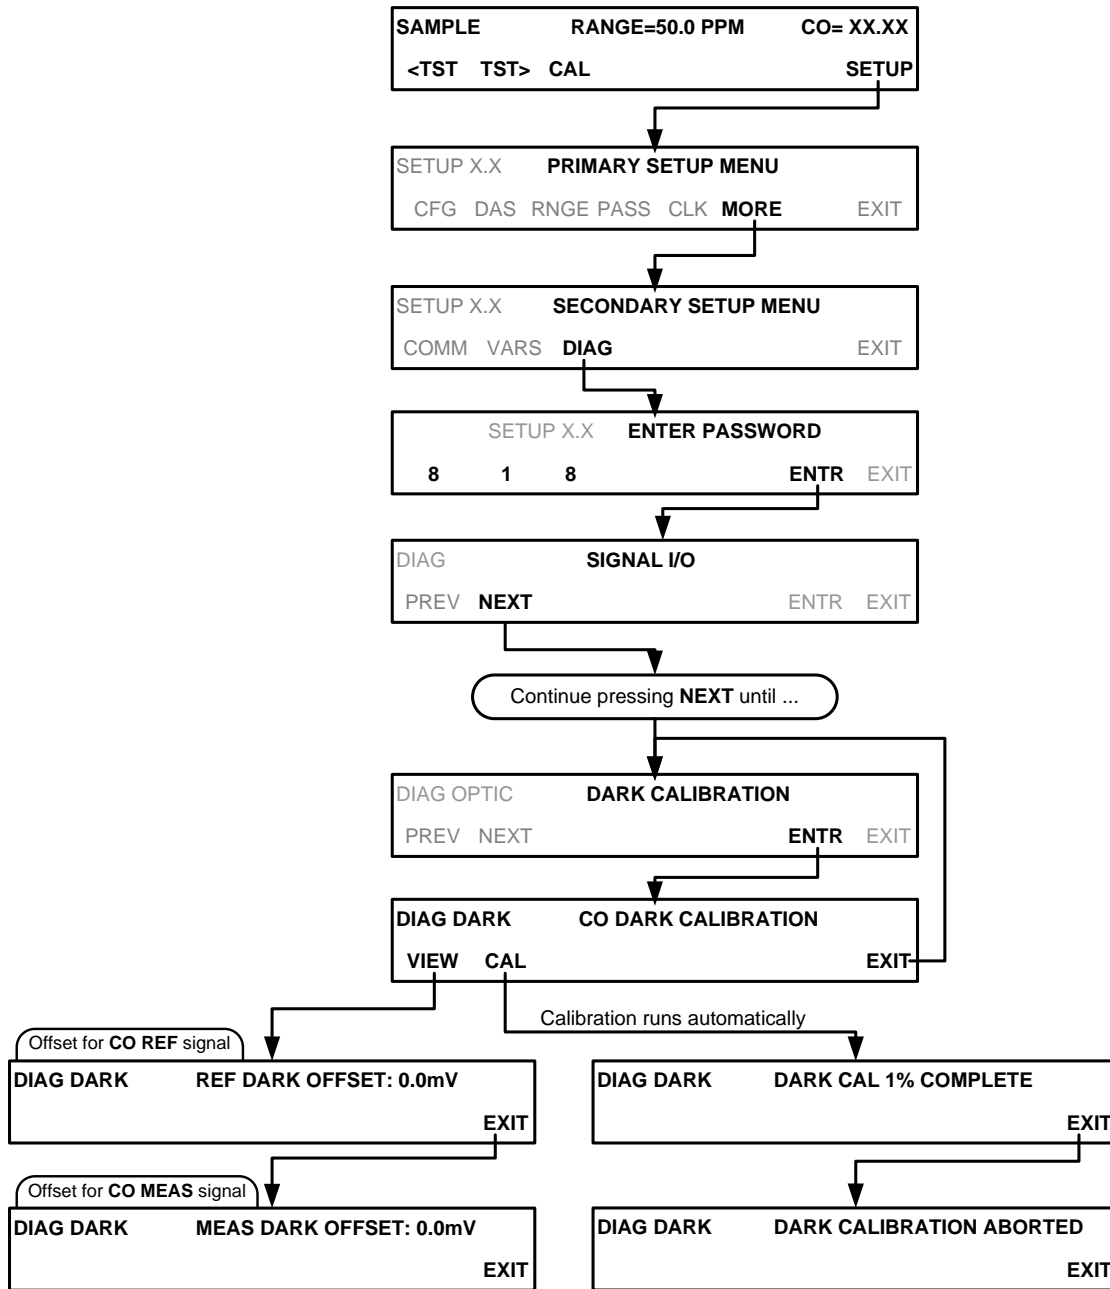 SAMPLE RANGE=50.0 PPM CO= XX.XX
<TST TST> CAL SETUP
SETUP X.X PRIMARY SETUP MENU
CFG DAS RNGE PASS CLK MORE EXIT
SETUP X.X SECONDARY SETUP MENU
COMM VARS DIAG EXIT
SETUP X.X ENTER PASSWORD
8 1 8 ENTR EXIT
DIAG SIGNAL I/O
PREV NEXT ENTR EXIT
Continue pressing NEXT until ...
DIAG OPTIC DARK CALIBRATION
PREV NEXT ENTR EXIT
DIAG DARK CO DARK CALIBRATION
VIEW CAL EXIT
Calibration runs automatically
Offset for CO REF signal
DIAG DARK REF DARK OFFSET: 0.0mV
EXIT
DIAG DARK DARK CAL 1% COMPLETE
EXIT
Offset for CO MEAS signal
DIAG DARK MEAS DARK OFFSET: 0.0mV
EXIT
DIAG DARK DARK CALIBRATION ABORTED
EXIT